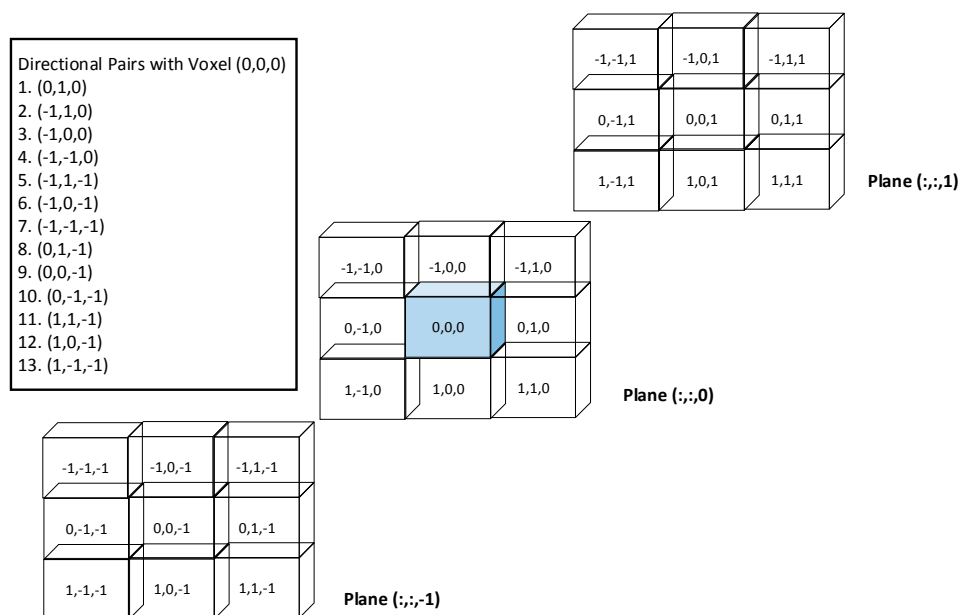 Directional Pairs with Voxel (0,0,0)
1. (0,1,0)
2. (-1,1,0)
3. (-1,0,0)
4. (-1,-1,0)
5. (-1,1,-1)
6. (-1,0,-1)
7. (-1,-1,-1)
8. (0,1,-1)
9. (0,0,-1)
10. (0,-1,-1)
11. (1,1,-1)
12. (1,0,-1)
13. (1,-1,-1)
-1,-1,1 -1,0,1 -1,1,1
0,-1,1 0,0,1 0,1,1
1,-1,1 1,0,1 1,1,1
Plane (:,:,1)
-1,-1,0 -1,0,0 -1,1,0
0,-1,0 0,0,0 0,1,0
1,-1,0 1,0,0 1,1,0
Plane (:,:,0)
-1,-1,-1 -1,0,-1 -1,1,-1
0,-1,-1 0,0,-1 0,1,-1
1,-1,-1 1,0,-1 1,1,-1
Plane (:,:,-1)